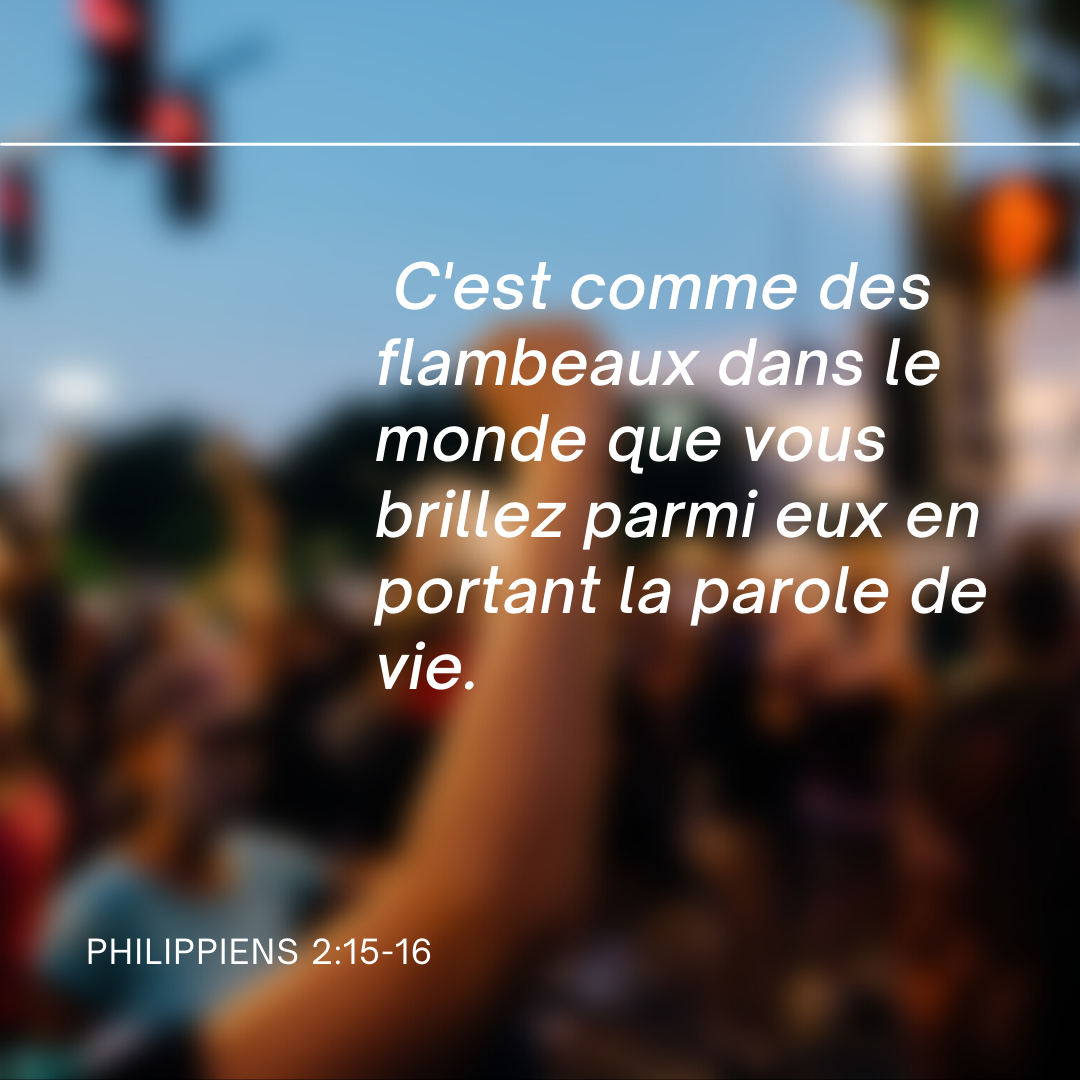 C'est comme des
flambeaux dans le
monde que vous
brillez parmi eux en
portant la parole de
vie.
PHILIPPIENS 2:15-16